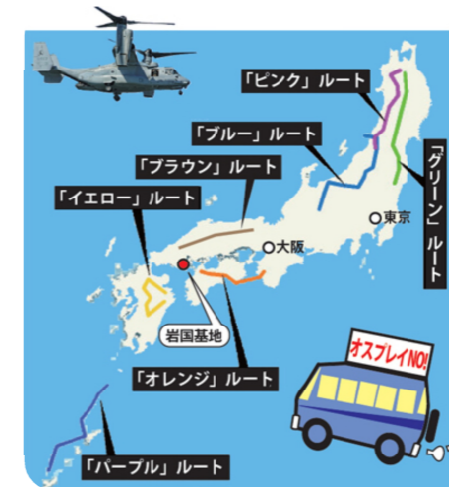 「ピンク」ルート
「ブルー」ルート
「ブラウン」ルート
「イエロー」ルート
「グリーン」ルート
東京
大阪
岩国基地
オスプレイNO!
「オレンジ」ルート
「パープル」ルート